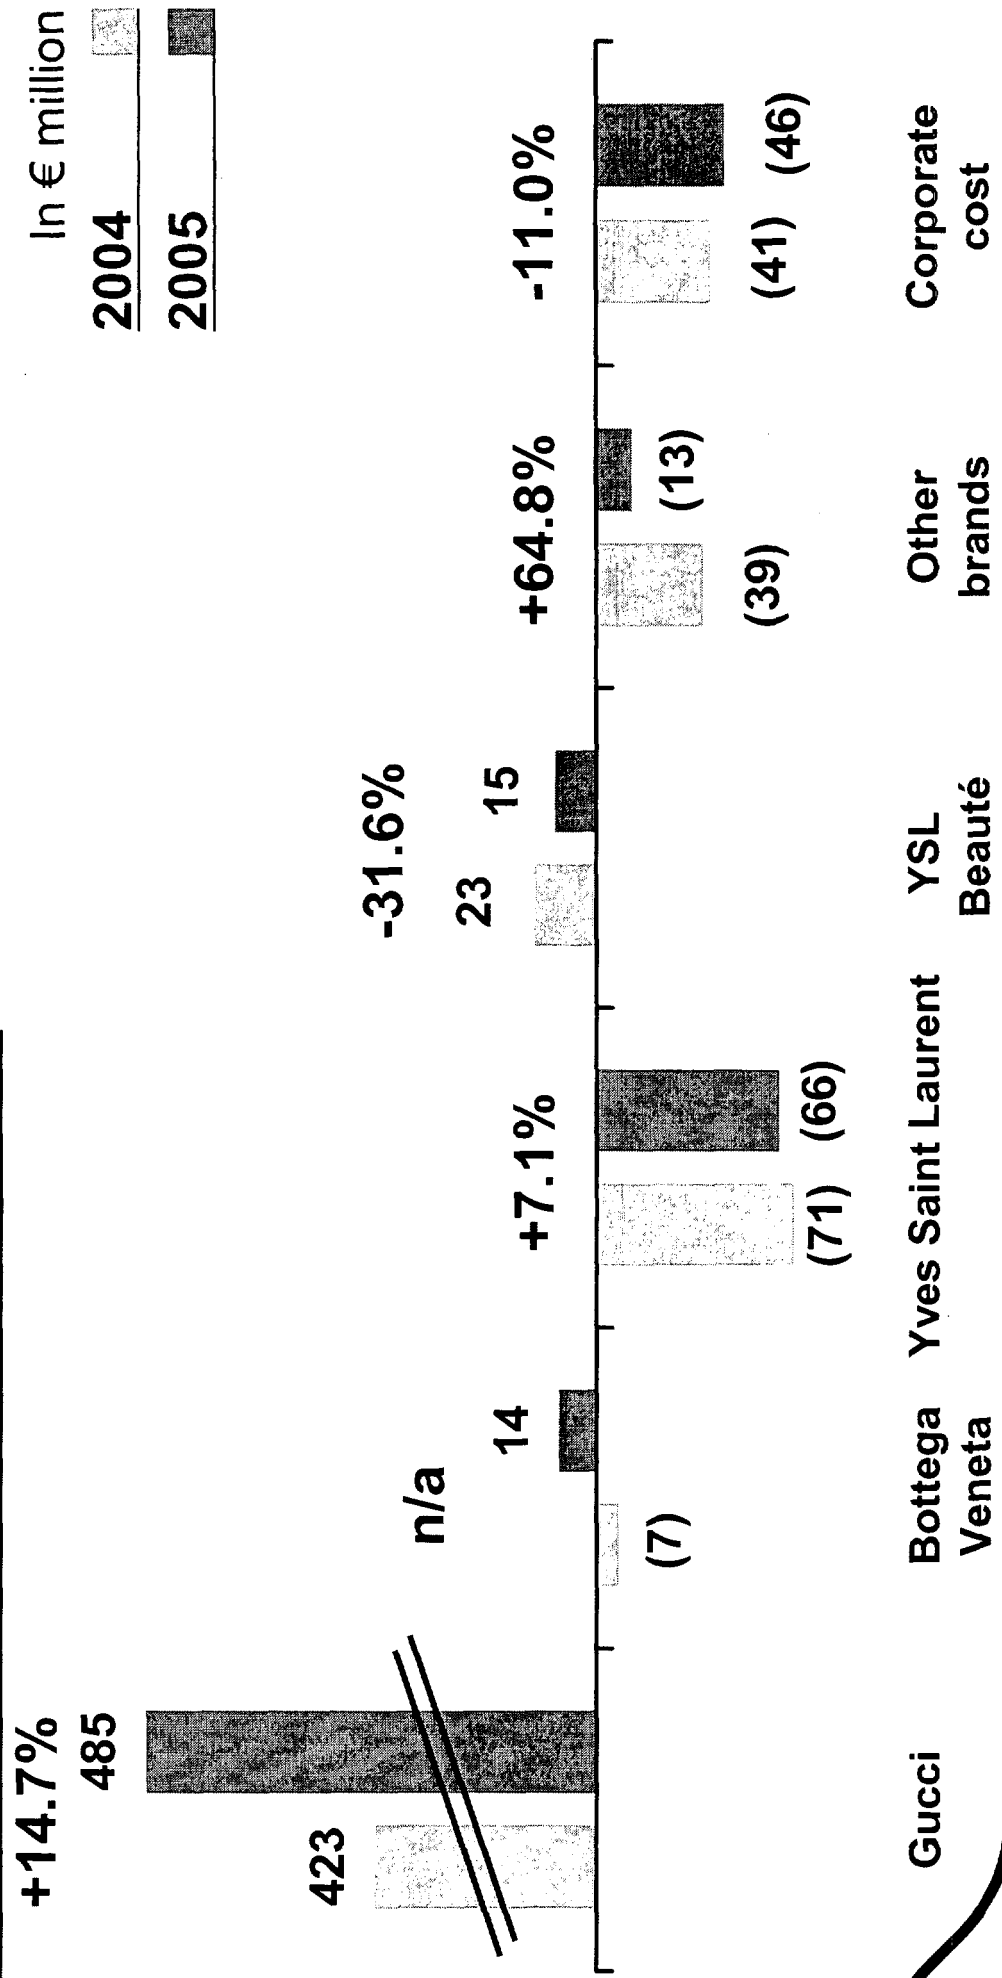 In € million
2004
2005
+14.7%
485
423
n/a
14
(7)
+7.1%
(71)
(66)
-31.6%
23
15
+64.8%
(39)
(13)
-11.0%
(41)
(46)
Gucci
Bottega
Veneta
Yves Saint Laurent
YSL
Beauté
Other
brands
Corporate
cost